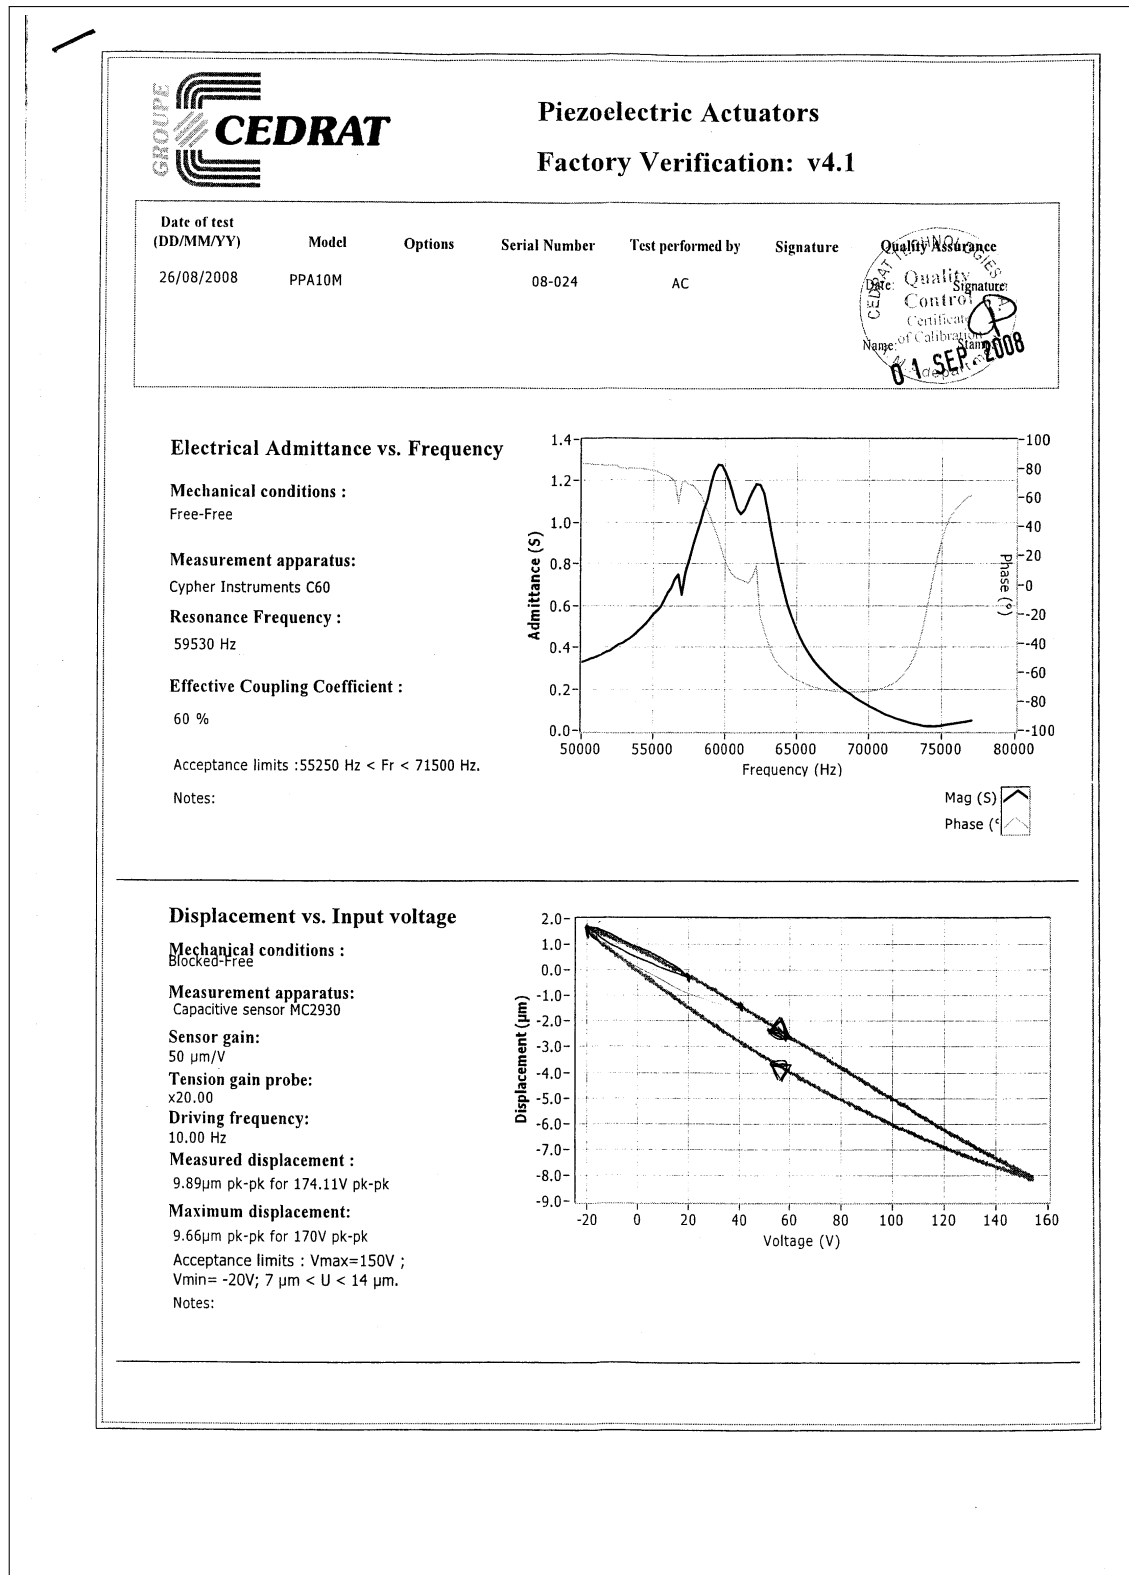 GROUPE
CEDRAT
Piezoelectric Actuators
Factory Verification: v4.1
Date of test
(DD/MM/YY) Model Options Serial Number Test performed by Signature Quality Assurance
26/08/2008 PPA10M 08-024 AC
Date: Signature:
Name: Stamp:
CEDRAT TECHNOLOGIES S.A.
Quality
Control
Certificate
of Calibration
01 SEP. 2008
Electrical Admittance vs. Frequency
Mechanical conditions :
Free-Free
Measurement apparatus:
Cypher Instruments C60
Resonance Frequency :
59530 Hz
Effective Coupling Coefficient :
60 %
Acceptance limits :55250 Hz < Fr < 71500 Hz.
Notes:
Admittance (S)
1.4
1.2
1.0
0.8
0.6
0.4
0.2
0.0
100
80
60
40
20
0
-20
-40
-60
-80
-100
Phase (°)
50000 55000 60000 65000 70000 75000 80000
Frequency (Hz)
Mag (S)
Phase (°
Displacement vs. Input voltage
Mechanical conditions :
Blocked-Free
Measurement apparatus:
Capacitive sensor MC2930
Sensor gain:
50 µm/V
Tension gain probe:
x20.00
Driving frequency:
10.00 Hz
Measured displacement :
9.89µm pk-pk for 174.11V pk-pk
Maximum displacement:
9.66µm pk-pk for 170V pk-pk
Acceptance limits : Vmax=150V ;
Vmin= -20V; 7 µm < U < 14 µm.
Notes:
Displacement (µm)
2.0
1.0
0.0
-1.0
-2.0
-3.0
-4.0
-5.0
-6.0
-7.0
-8.0
-9.0
-20 0 20 40 60 80 100 120 140 160
Voltage (V)